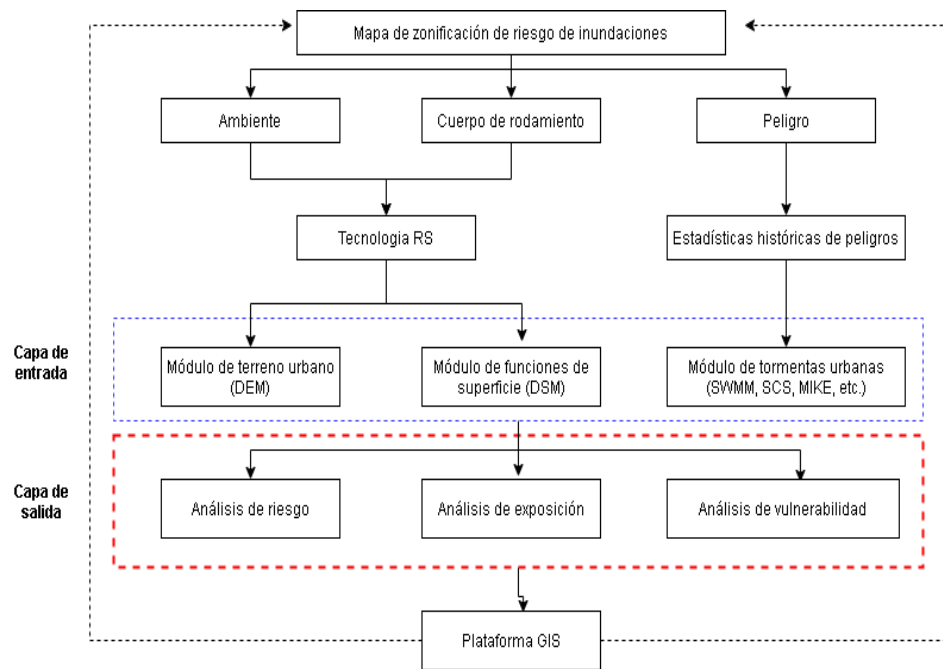 Mapa de zonificación de riesgo de inundaciones
Ambiente
Cuerpo de rodamiento
Peligro
Tecnologia RS
Estadísticas históricas de peligros
Capa de
entrada
Módulo de terreno urbano
(DEM)
Módulo de funciones de
superficie (DSM)
Módulo de tormentas urbanas
(SWMM, SCS, MIKE, etc.)
Capa de
salida
Análisis de riesgo
Análisis de exposición
Análisis de vulnerabilidad
Plataforma GIS